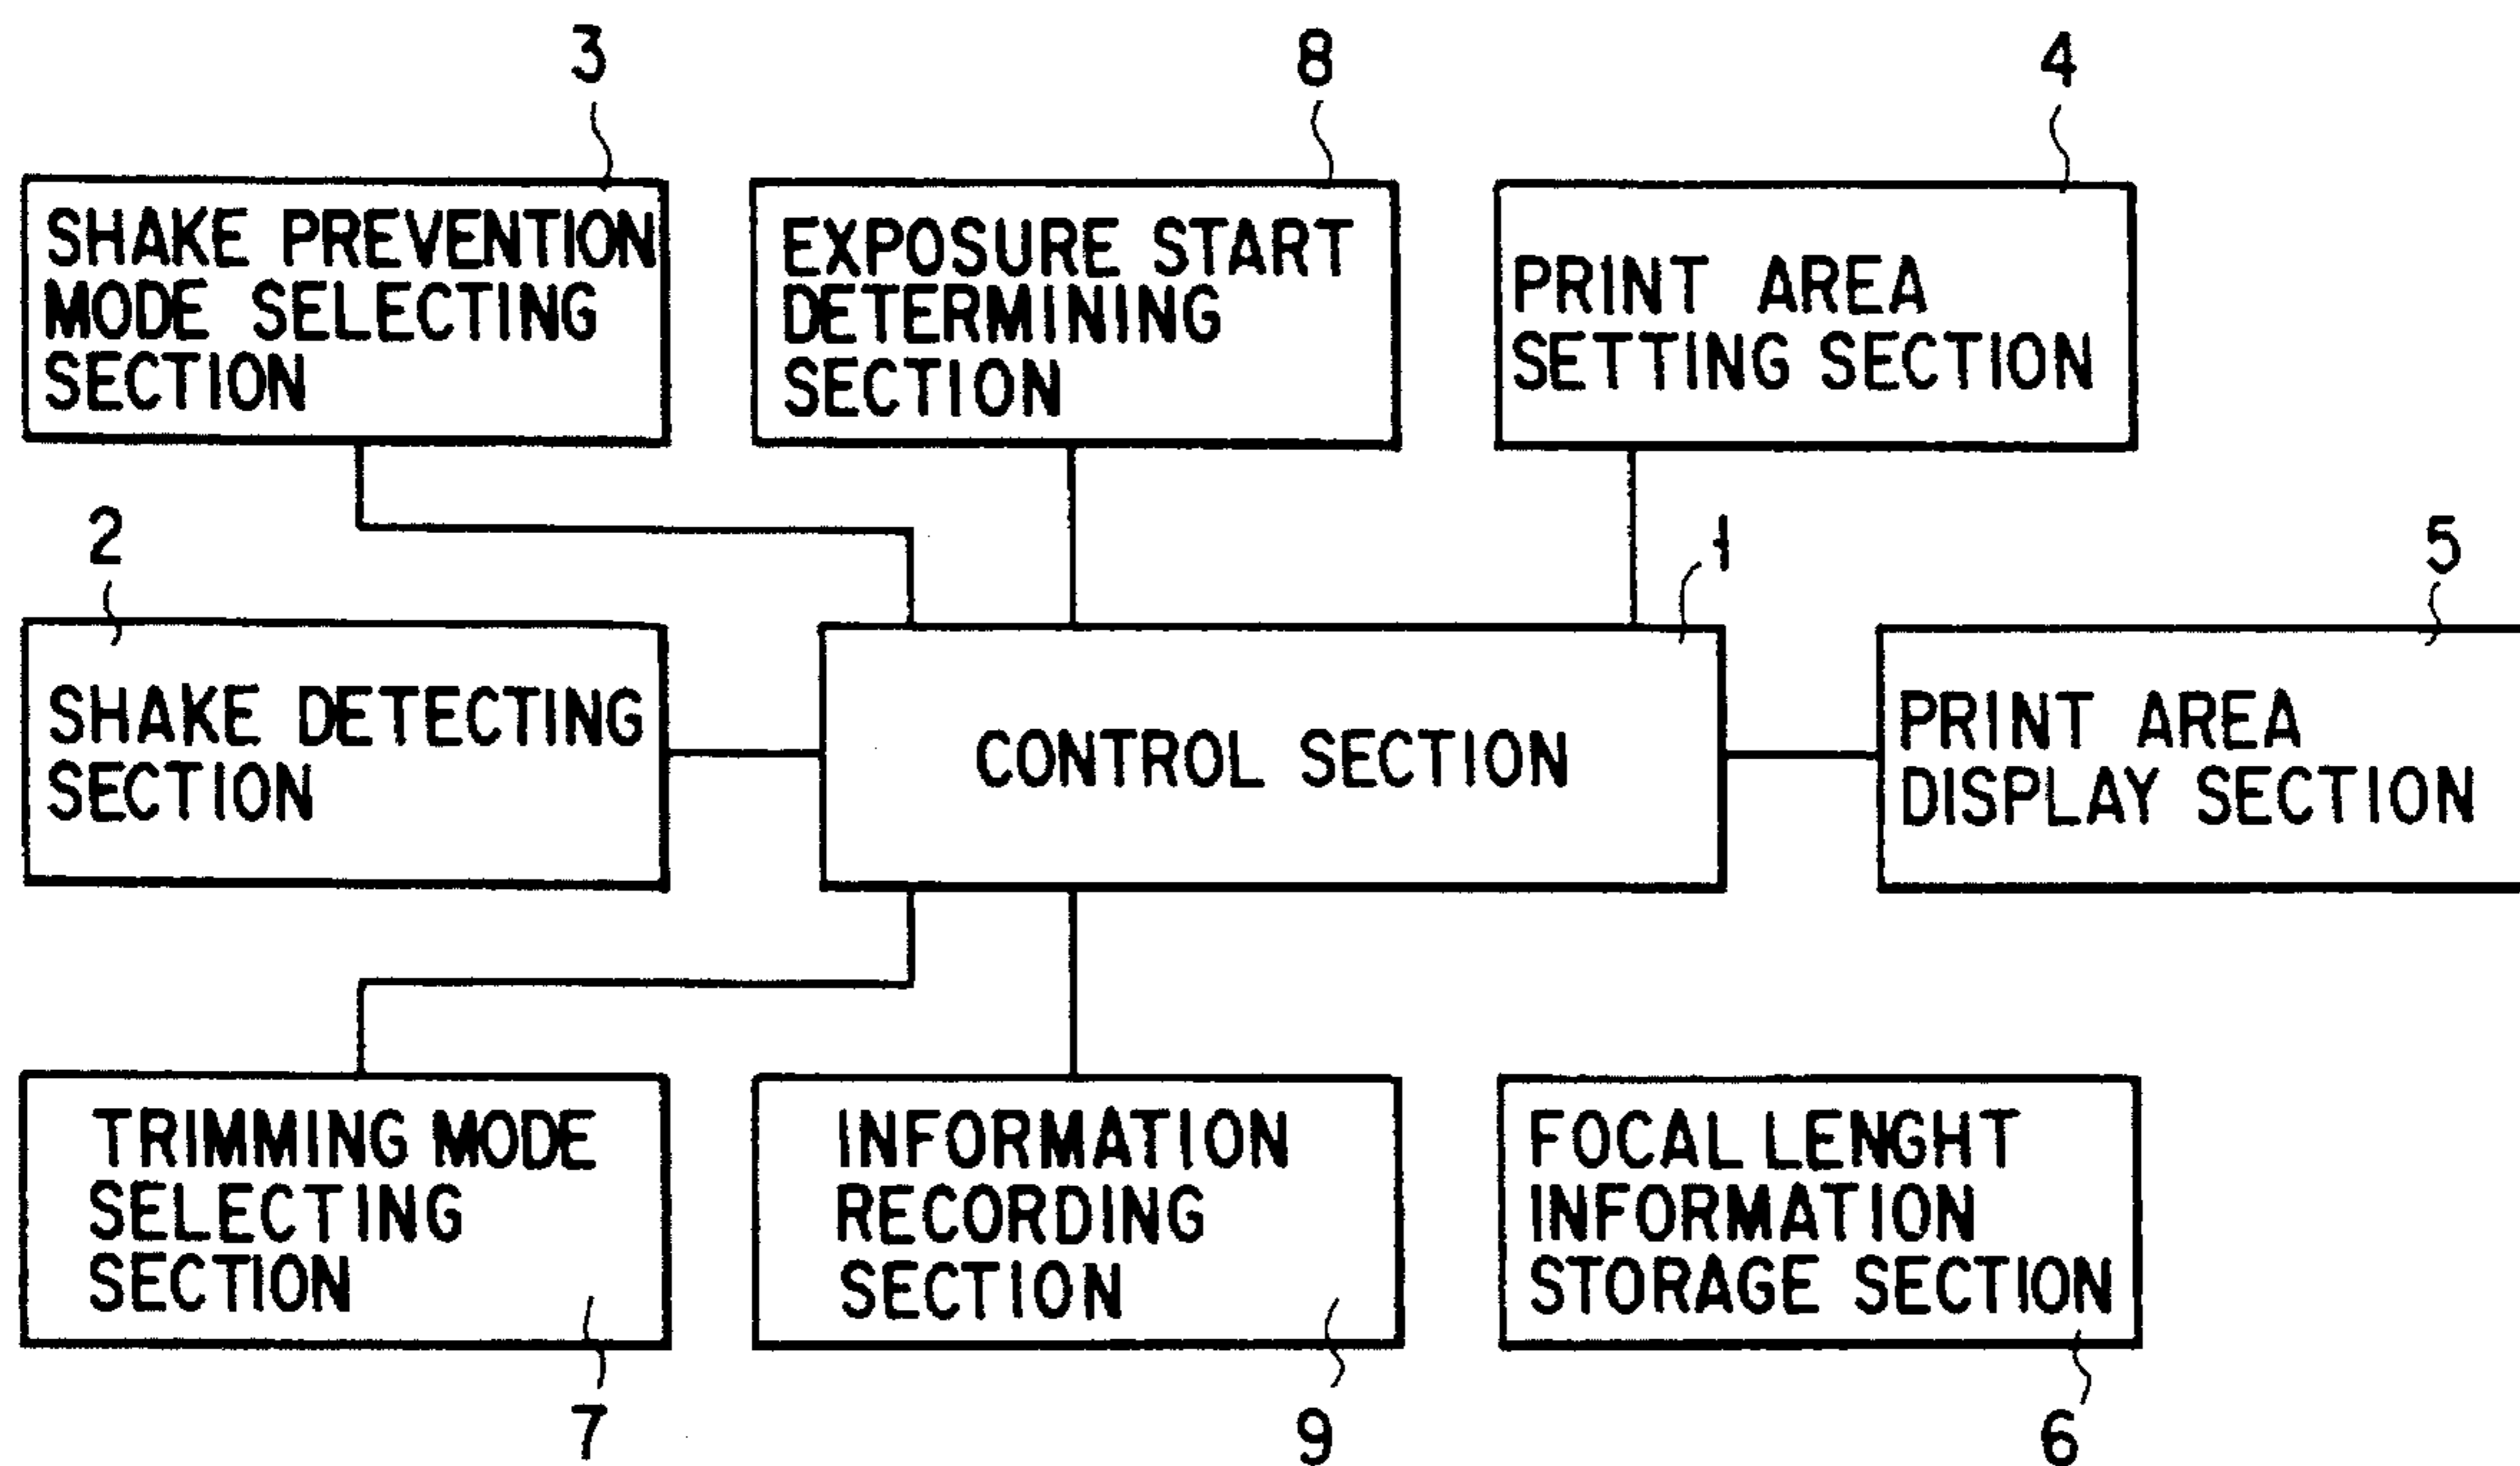 3
8
4
SHAKE PREVENTION
MODE SELECTING
SECTION
EXPOSURE START
DETERMINING
SECTION
PRINT AREA
SETTING SECTION
2
1
5
SHAKE DETECTING
SECTION
CONTROL SECTION
PRINT AREA
DISPLAY SECTION
TRIMMING MODE
SELECTING
SECTION
INFORMATION
RECORDING
SECTION
FOCAL LENGHT
INFORMATION
STORAGE SECTION
7
9
6